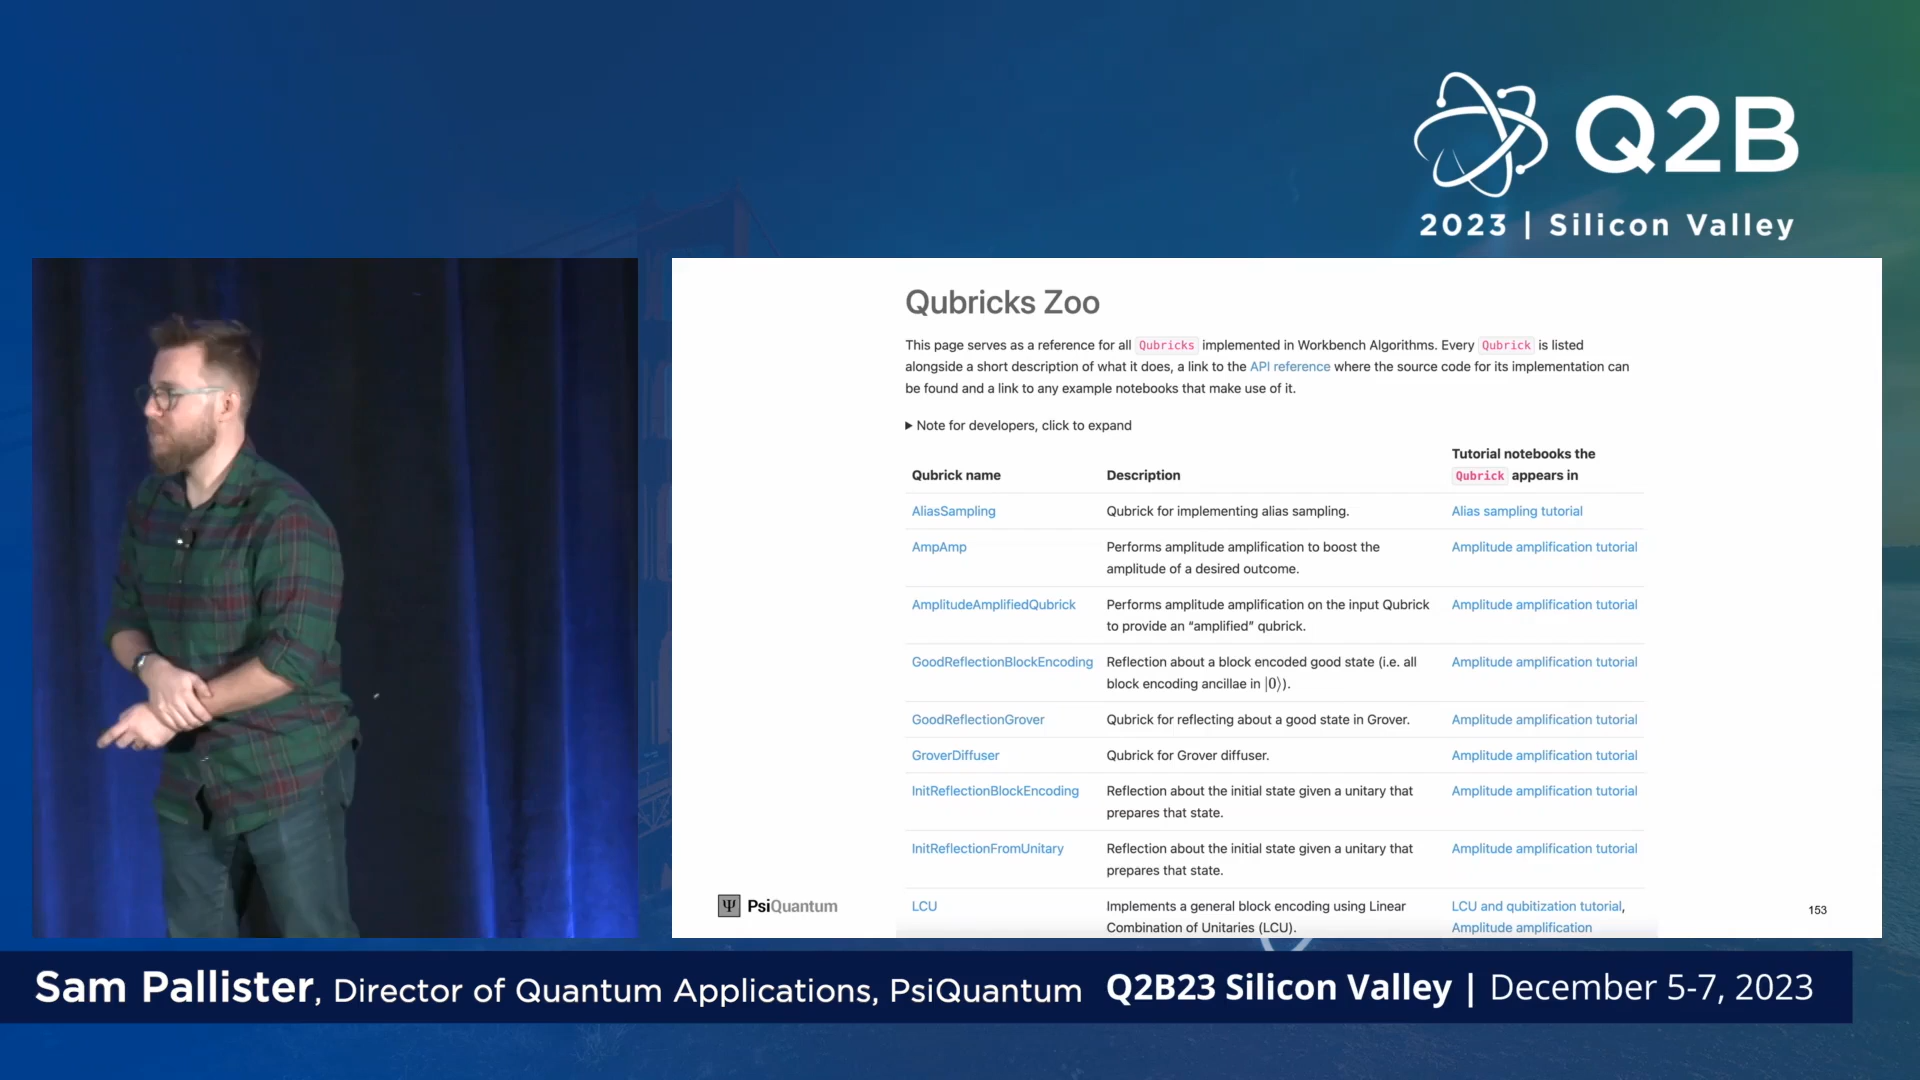 Q2B
2023 | Silicon Valley
Qubricks Zoo
This page serves as a reference for all Qubricks implemented in Workbench Algorithms. Every Qubrick is listed
alongside a short description of what it does, a link to the API reference where the source code for its implementation can
be found and a link to any example notebooks that make use of it.
▶ Note for developers, click to expand
Qubrick name Description Tutorial notebooks the
Qubrick appears in
AliasSampling Qubrick for implementing alias sampling. Alias sampling tutorial
AmpAmp Performs amplitude amplification to boost the Amplitude amplification tutorial
amplitude of a desired outcome.
AmplitudeAmplifiedQubrick Performs amplitude amplification on the input Qubrick Amplitude amplification tutorial
to provide an “amplified” qubrick.
GoodReflectionBlockEncoding Reflection about a block encoded good state (i.e. all Amplitude amplification tutorial
block encoding ancillae in |0⟩).
GoodReflectionGrover Qubrick for reflecting about a good state in Grover. Amplitude amplification tutorial
GroverDiffuser Qubrick for Grover diffuser. Amplitude amplification tutorial
InitReflectionBlockEncoding Reflection about the initial state given a unitary that Amplitude amplification tutorial
prepares that state.
InitReflectionFromUnitary Reflection about the initial state given a unitary that Amplitude amplification tutorial
prepares that state.
LCU Implements a general block encoding using Linear LCU and qubitization tutorial,
Combination of Unitaries (LCU). Amplitude amplification
Ψ PsiQuantum
153
Sam Pallister, Director of Quantum Applications, PsiQuantum Q2B23 Silicon Valley | December 5-7, 2023